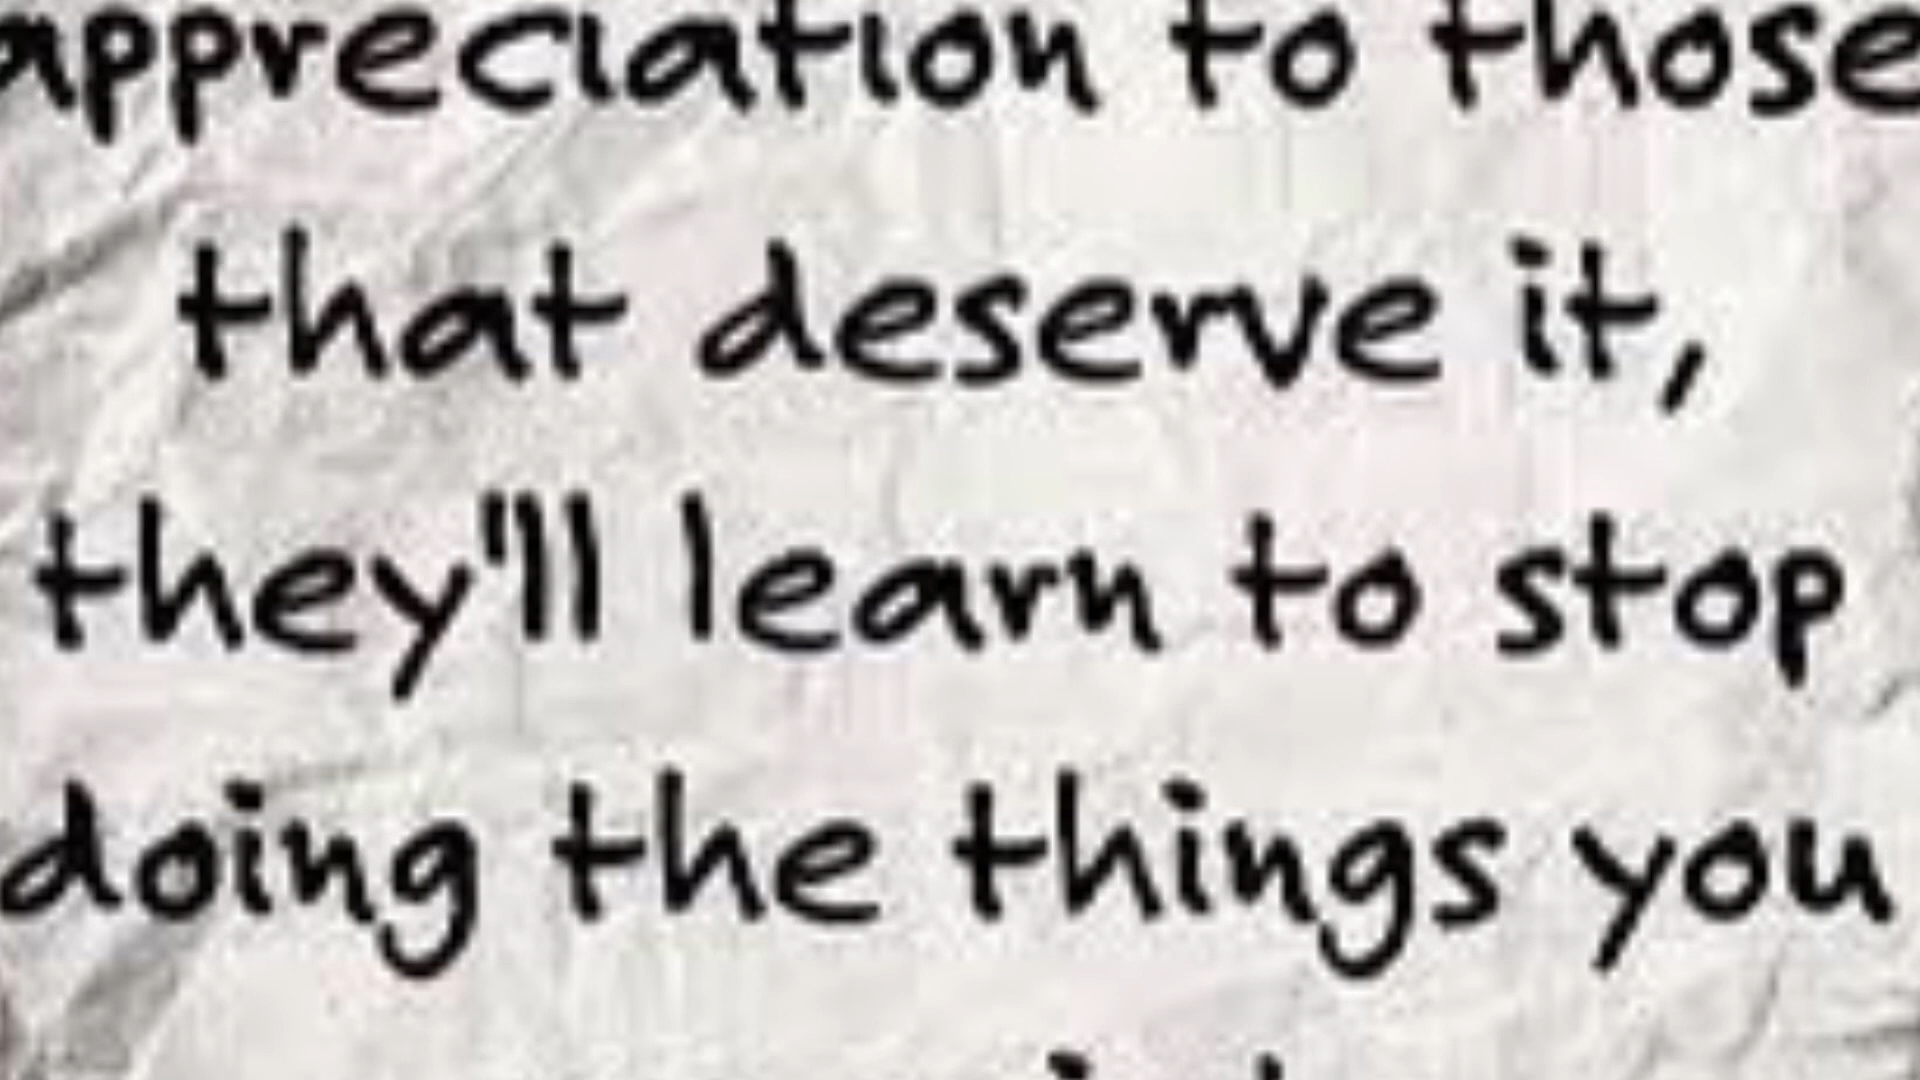 appreciation to those
that deserve it,
they'll learn to stop
doing the things you